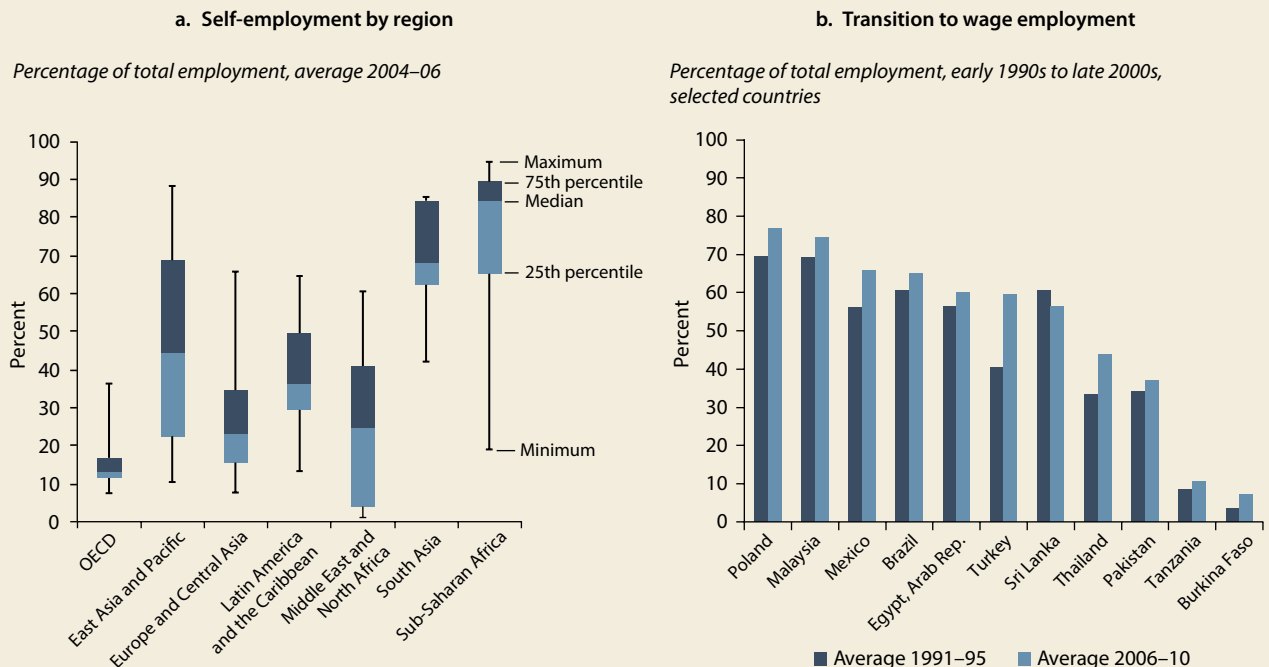 a. Self-employment by region
Percentage of total employment, average 2004–06
Percent
100
90
80
70
60
50
40
30
20
10
0
Maximum
75th percentile
Median
25th percentile
Minimum
OECD
East Asia and Pacific
Europe and Central Asia
Latin America
and the Caribbean
Middle East and
North Africa
South Asia
Sub-Saharan Africa
b. Transition to wage employment
Percentage of total employment, early 1990s to late 2000s,
selected countries
Percent
100
90
80
70
60
50
40
30
20
10
0
Poland
Malaysia
Mexico
Brazil
Egypt, Arab Rep.
Turkey
Sri Lanka
Thailand
Pakistan
Tanzania
Burkina Faso
Average 1991–95
Average 2006–10